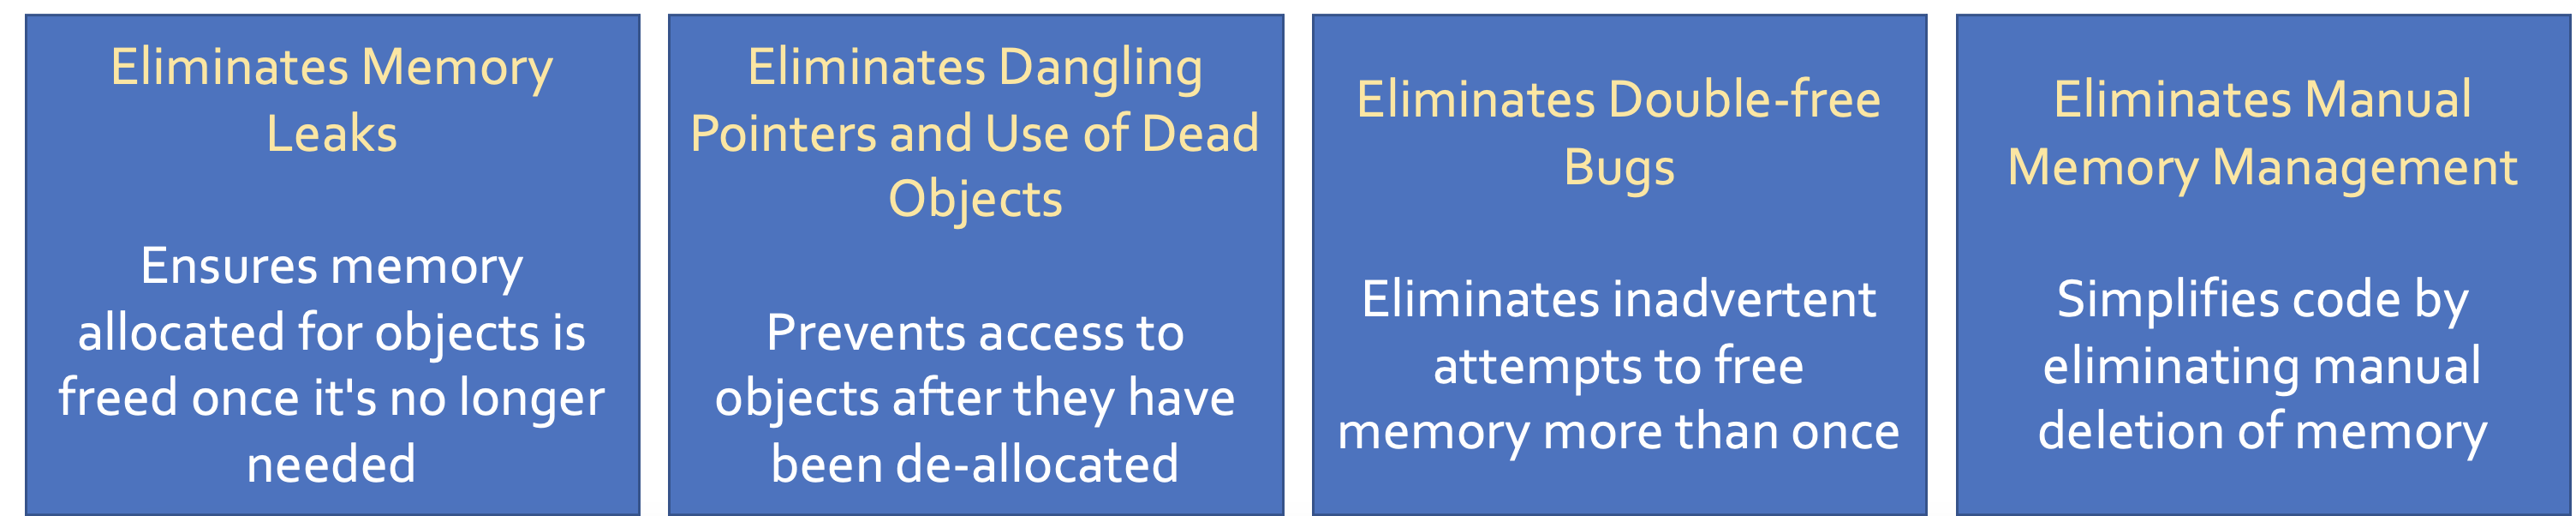 Eliminates Memory
Leaks
Ensures memory
allocated for objects is
freed once it's no longer
needed
Eliminates Dangling
Pointers and Use of Dead
Objects
Prevents access to
objects after they have
been de-allocated
Eliminates Double-free
Bugs
Eliminates inadvertent
attempts to free
memory more than once
Eliminates Manual
Memory Management
Simplifies code by
eliminating manual
deletion of memory